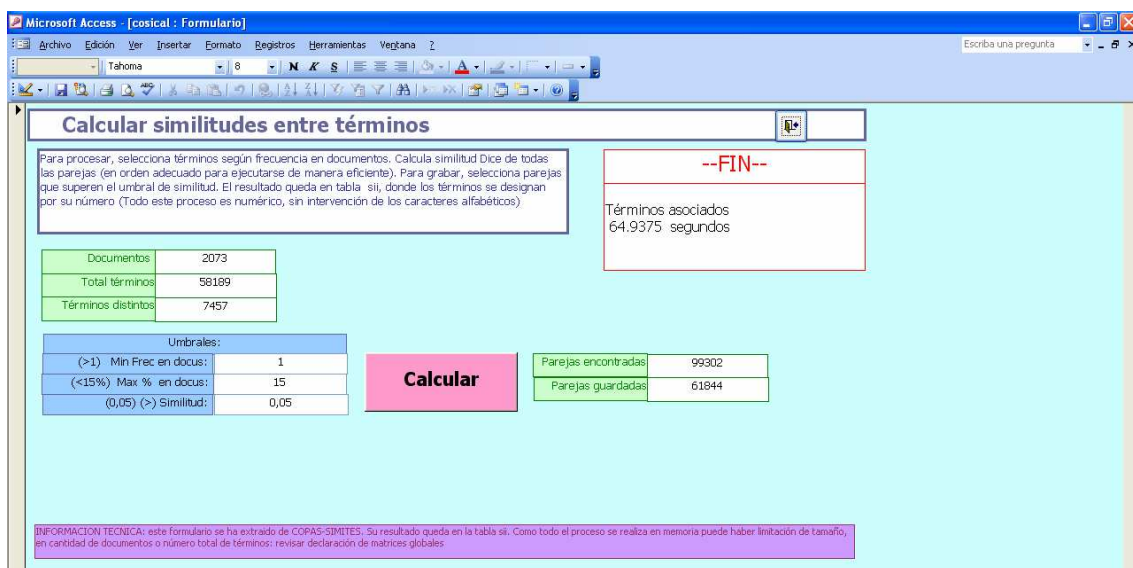 Microsoft Access - [cosical : Formulario]
Archivo Edición Ver Insertar Formato Registros Herramientas Ventana ?
Escriba una pregunta
Tahoma 8 N K S
Calcular similitudes entre términos
Para procesar, selecciona términos según frecuencia en documentos. Calcula similitud Dice de todas
las parejas (en orden adecuado para ejecutarse de manera eficiente). Para grabar, selecciona parejas
que superen el umbral de similitud. El resultado queda en tabla sii, donde los términos se designan
por su número (Todo este proceso es numérico, sin intervención de los caracteres alfabéticos)
--FIN--
Términos asociados
64.9375 segundos
Documentos 2073
Total términos 58189
Términos distintos 7457
Umbrales:
(>1) Min Frec en docus: 1
(<15%) Max % en docus: 15
(0,05) (>) Similitud: 0,05
Calcular
Parejas encontradas 99302
Parejas guardadas 61844
INFORMACION TECNICA: este formulario se ha extraido de COPAS-SIMITES. Su resultado queda en la tabla sii. Como todo el proceso se realiza en memoria puede haber limitación de tamaño,
en cantidad de documentos o número total de términos: revisar declaración de matrices globales